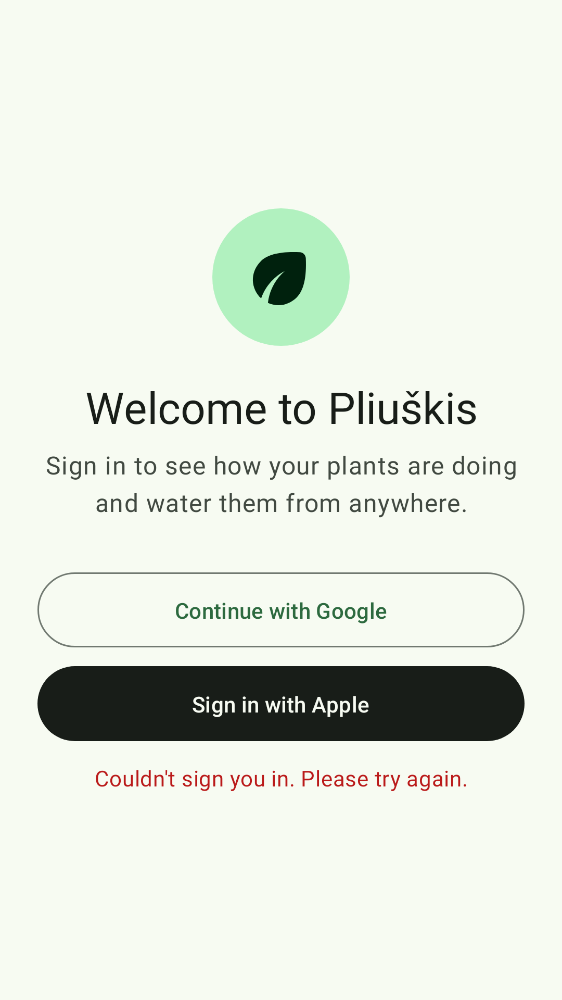 Welcome to Pliuškis
Sign in to see how your plants are doing
and water them from anywhere.
Continue with Google
Sign in with Apple
Couldn't sign you in. Please try again.